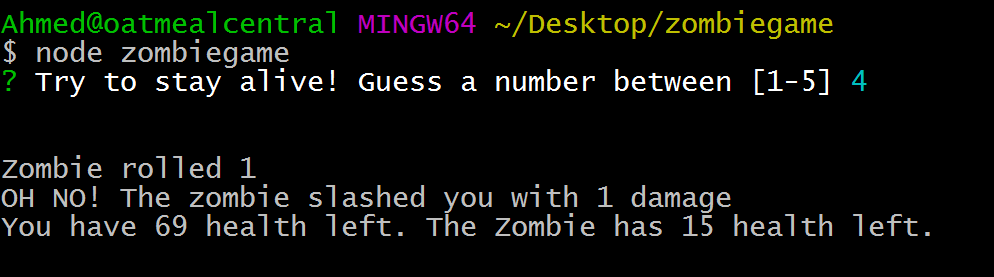 Ahmed@oatmealcentral MINGW64 ~/Desktop/zombiegame
$ node zombiegame
? Try to stay alive! Guess a number between [1-5] 4
Zombie rolled 1
OH NO! The zombie slashed you with 1 damage
You have 69 health left. The Zombie has 15 health left.